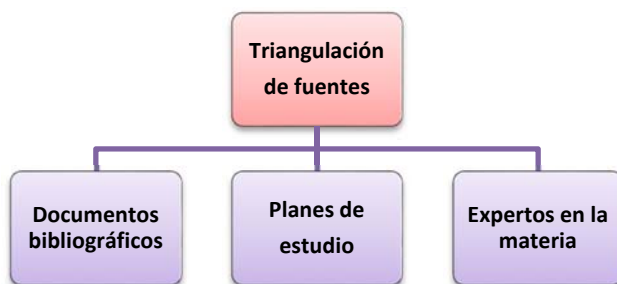 Triangulación
de fuentes
Documentos
bibliográficos
Planes de
estudio
Expertos en la
materia